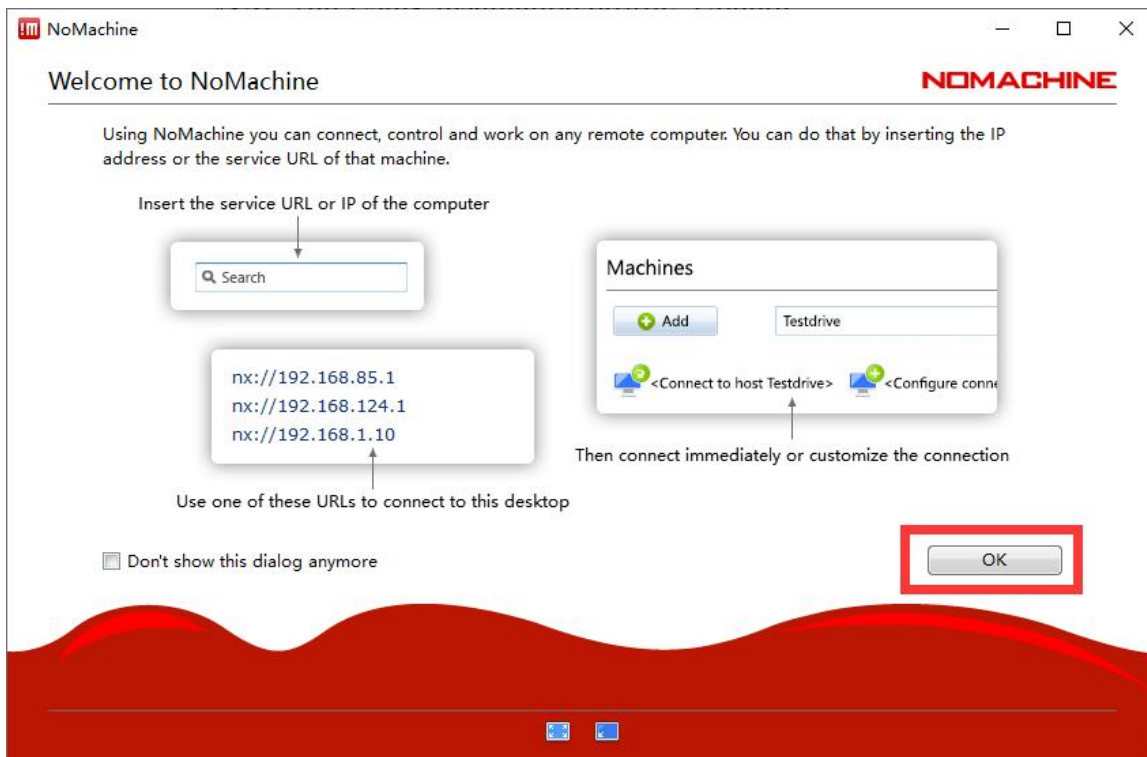 NoMachine
Welcome to NoMachine
NOMACHINE
Using NoMachine you can connect, control and work on any remote computer. You can do that by inserting the IP
address or the service URL of that machine.
Insert the service URL or IP of the computer
Search
Machines
Add
Testdrive
<Connect to host Testdrive>
<Configure conne
nx://192.168.85.1
nx://192.168.124.1
nx://192.168.1.10
Then connect immediately or customize the connection
Use one of these URLs to connect to this desktop
Don't show this dialog anymore
OK